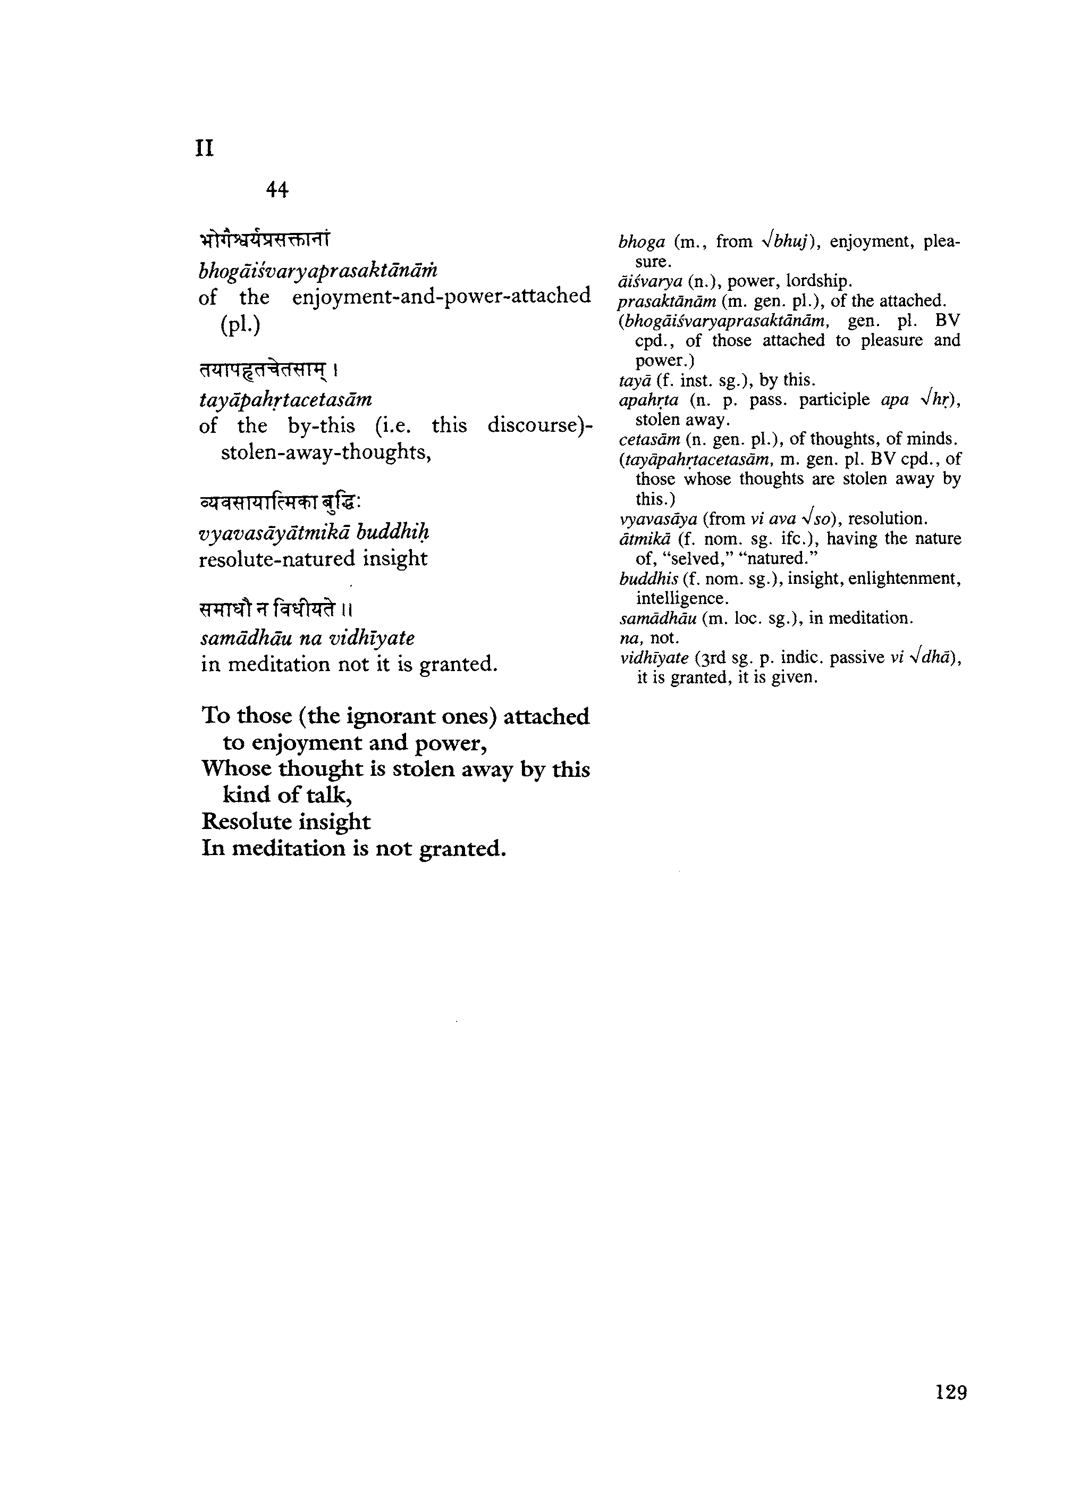 II
44
भोगैश्वर्यप्रसक्तानां
bhogāiśvaryaprasaktānāṁ
of the enjoyment-and-power-attached
(pl.)
तयापहृतचेतसाम् ।
tayāpahṛtacetasām
of the by-this (i.e. this discourse)-
stolen-away-thoughts,
व्यवसायात्मिका बुद्धिः
vyavasāyātmikā buddhiḥ
resolute-natured insight
समाधौ न विधीयते ॥
samādhāu na vidhīyate
in meditation not it is granted.
To those (the ignorant ones) attached
to enjoyment and power,
Whose thought is stolen away by this
kind of talk,
Resolute insight
In meditation is not granted.
bhoga (m., from √bhuj), enjoyment, plea-
sure.
āiśvarya (n.), power, lordship.
prasaktānām (m. gen. pl.), of the attached.
(bhogāiśvaryaprasaktānām, gen. pl. BV
cpd., of those attached to pleasure and
power.)
tayā (f. inst. sg.), by this.
apahṛta (n. p. pass. participle apa √hṛ),
stolen away.
cetasām (n. gen. pl.), of thoughts, of minds.
(tayāpahṛtacetasām, m. gen. pl. BV cpd., of
those whose thoughts are stolen away by
this.)
vyavasāya (from vi ava √so), resolution.
ātmikā (f. nom. sg. ifc.), having the nature
of, “selved,” “natured.”
buddhis (f. nom. sg.), insight, enlightenment,
intelligence.
samādhāu (m. loc. sg.), in meditation.
na, not.
vidhīyate (3rd sg. p. indic. passive vi √dhā),
it is granted, it is given.
129